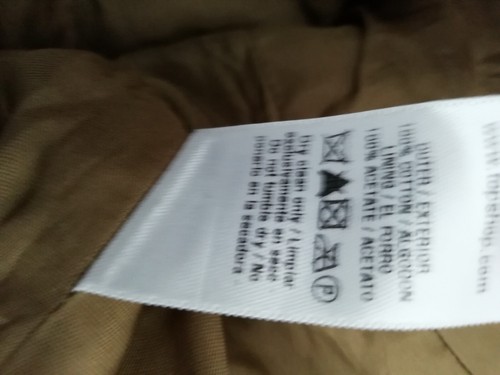 OUTER / EXTERIOR
100% COTTON / ALGODON
LINING / EL FORRO
100% ACETATE / ACETATO
P
Dry clean only / Limpiar
exclusivamente en seco
Do not tumble dry / No
meterlo en la secadora